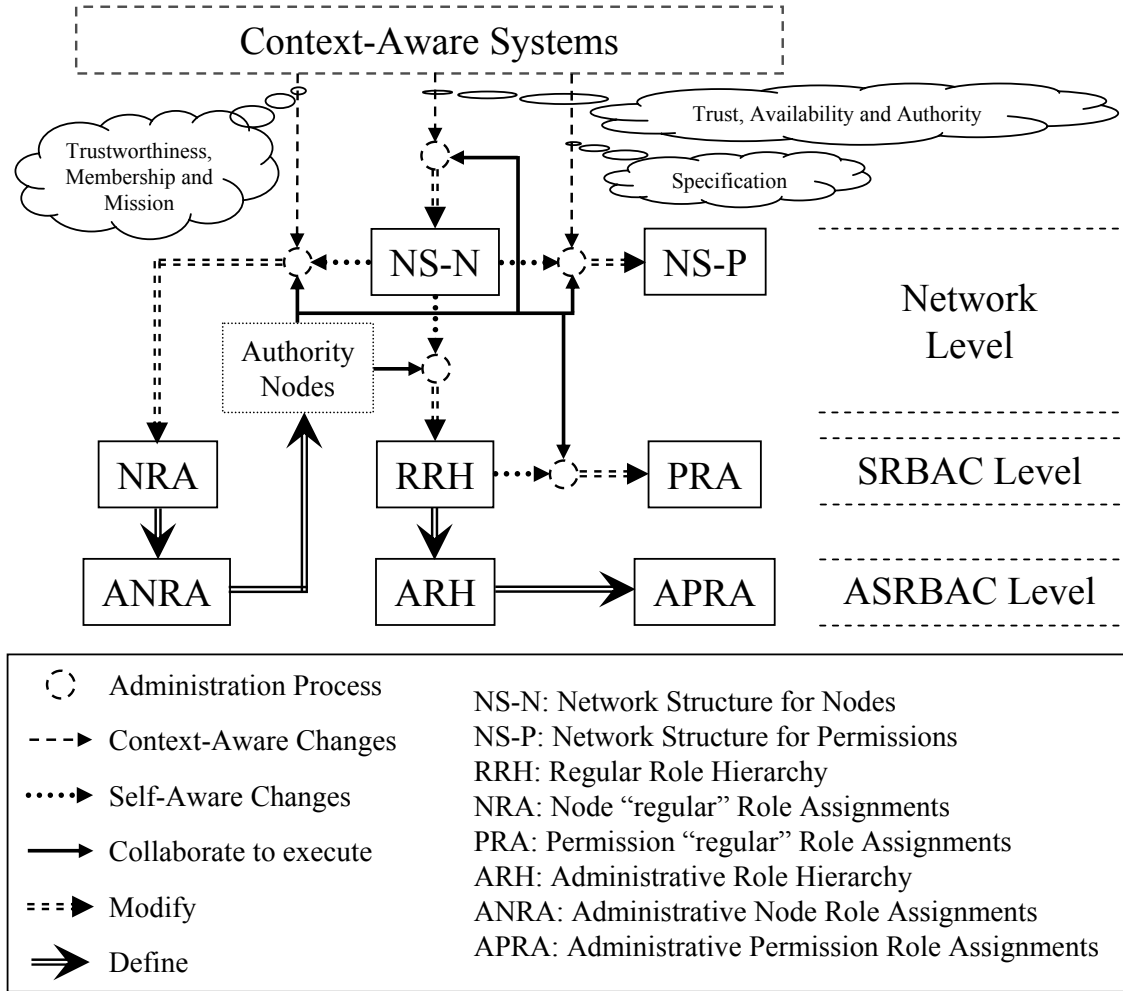 Context-Aware Systems
Trust, Availability and Authority
Trustworthiness,
Membership and
Mission
Specification
NS-N
NS-P
Network
Level
Authority
Nodes
NRA
RRH
PRA
SRBAC Level
ANRA
ARH
APRA
ASRBAC Level
Administration Process
Context-Aware Changes
Self-Aware Changes
Collaborate to execute
Modify
Define
NS-N: Network Structure for Nodes
NS-P: Network Structure for Permissions
RRH: Regular Role Hierarchy
NRA: Node “regular” Role Assignments
PRA: Permission “regular” Role Assignments
ARH: Administrative Role Hierarchy
ANRA: Administrative Node Role Assignments
APRA: Administrative Permission Role Assignments